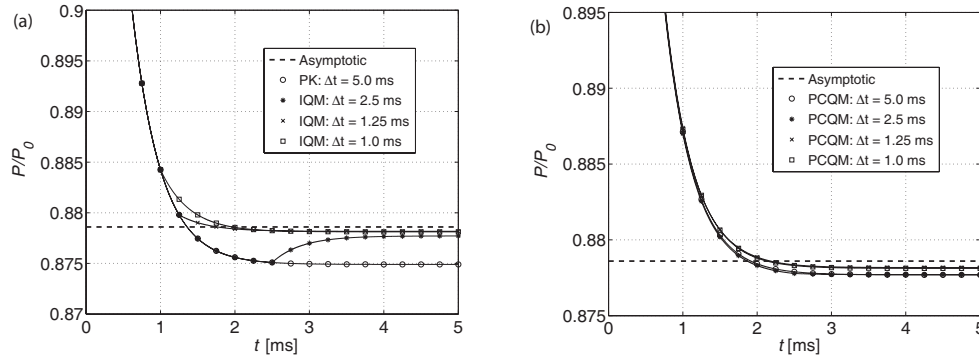 (a)
0.9
0.895
0.89
0.885
0.88
0.875
0.87
P/P0
0 1 2 3 4 5
t [ms]
Asymptotic
PK: Δt = 5.0 ms
IQM: Δt = 2.5 ms
IQM: Δt = 1.25 ms
IQM: Δt = 1.0 ms
(b)
0.895
0.89
0.885
0.88
0.875
P/P0
0 1 2 3 4 5
t [ms]
Asymptotic
PCQM: Δt = 5.0 ms
PCQM: Δt = 2.5 ms
PCQM: Δt = 1.25 ms
PCQM: Δt = 1.0 ms